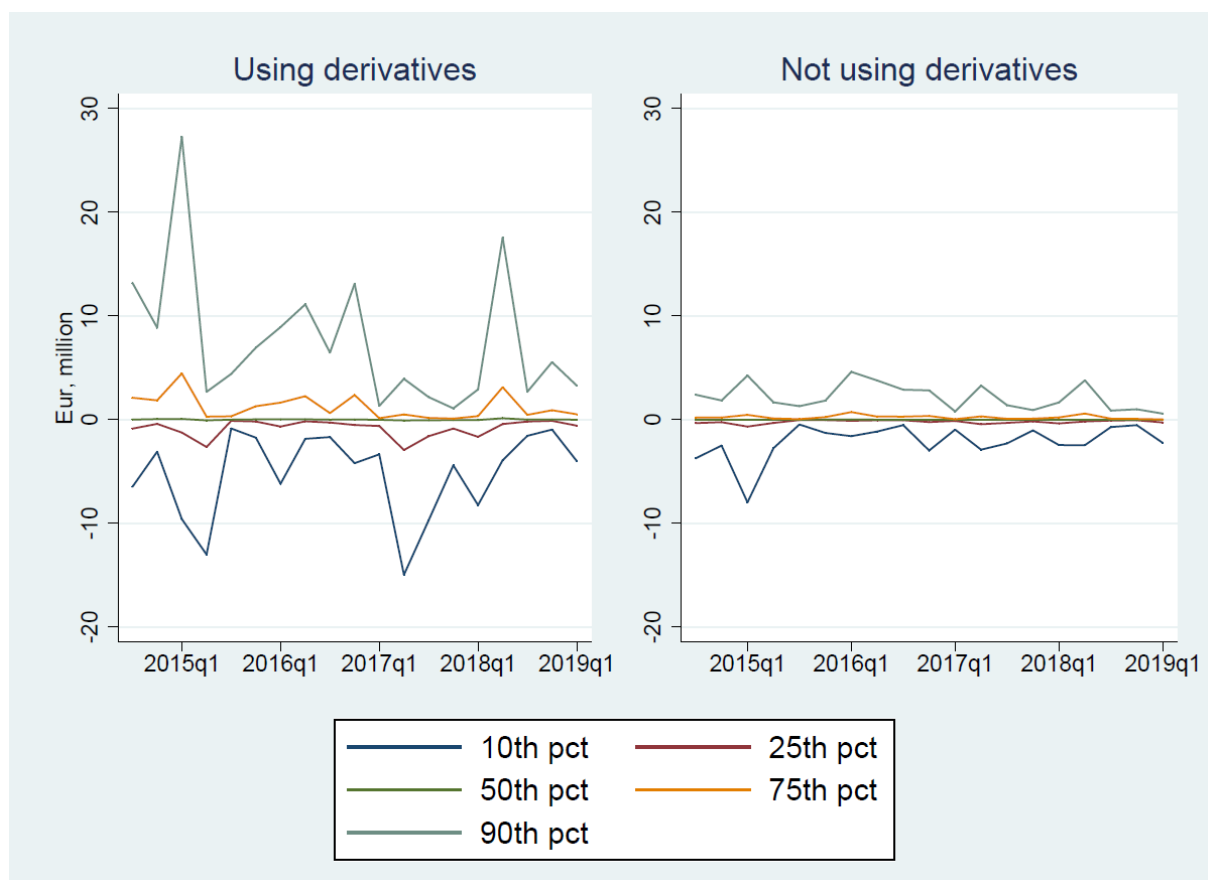 Using derivatives
Not using derivatives
Eur, million
30
20
10
0
-10
-20
2015q1 2016q1 2017q1 2018q1 2019q1
30
20
10
0
-10
-20
2015q1 2016q1 2017q1 2018q1 2019q1
10th pct 25th pct
50th pct 75th pct
90th pct